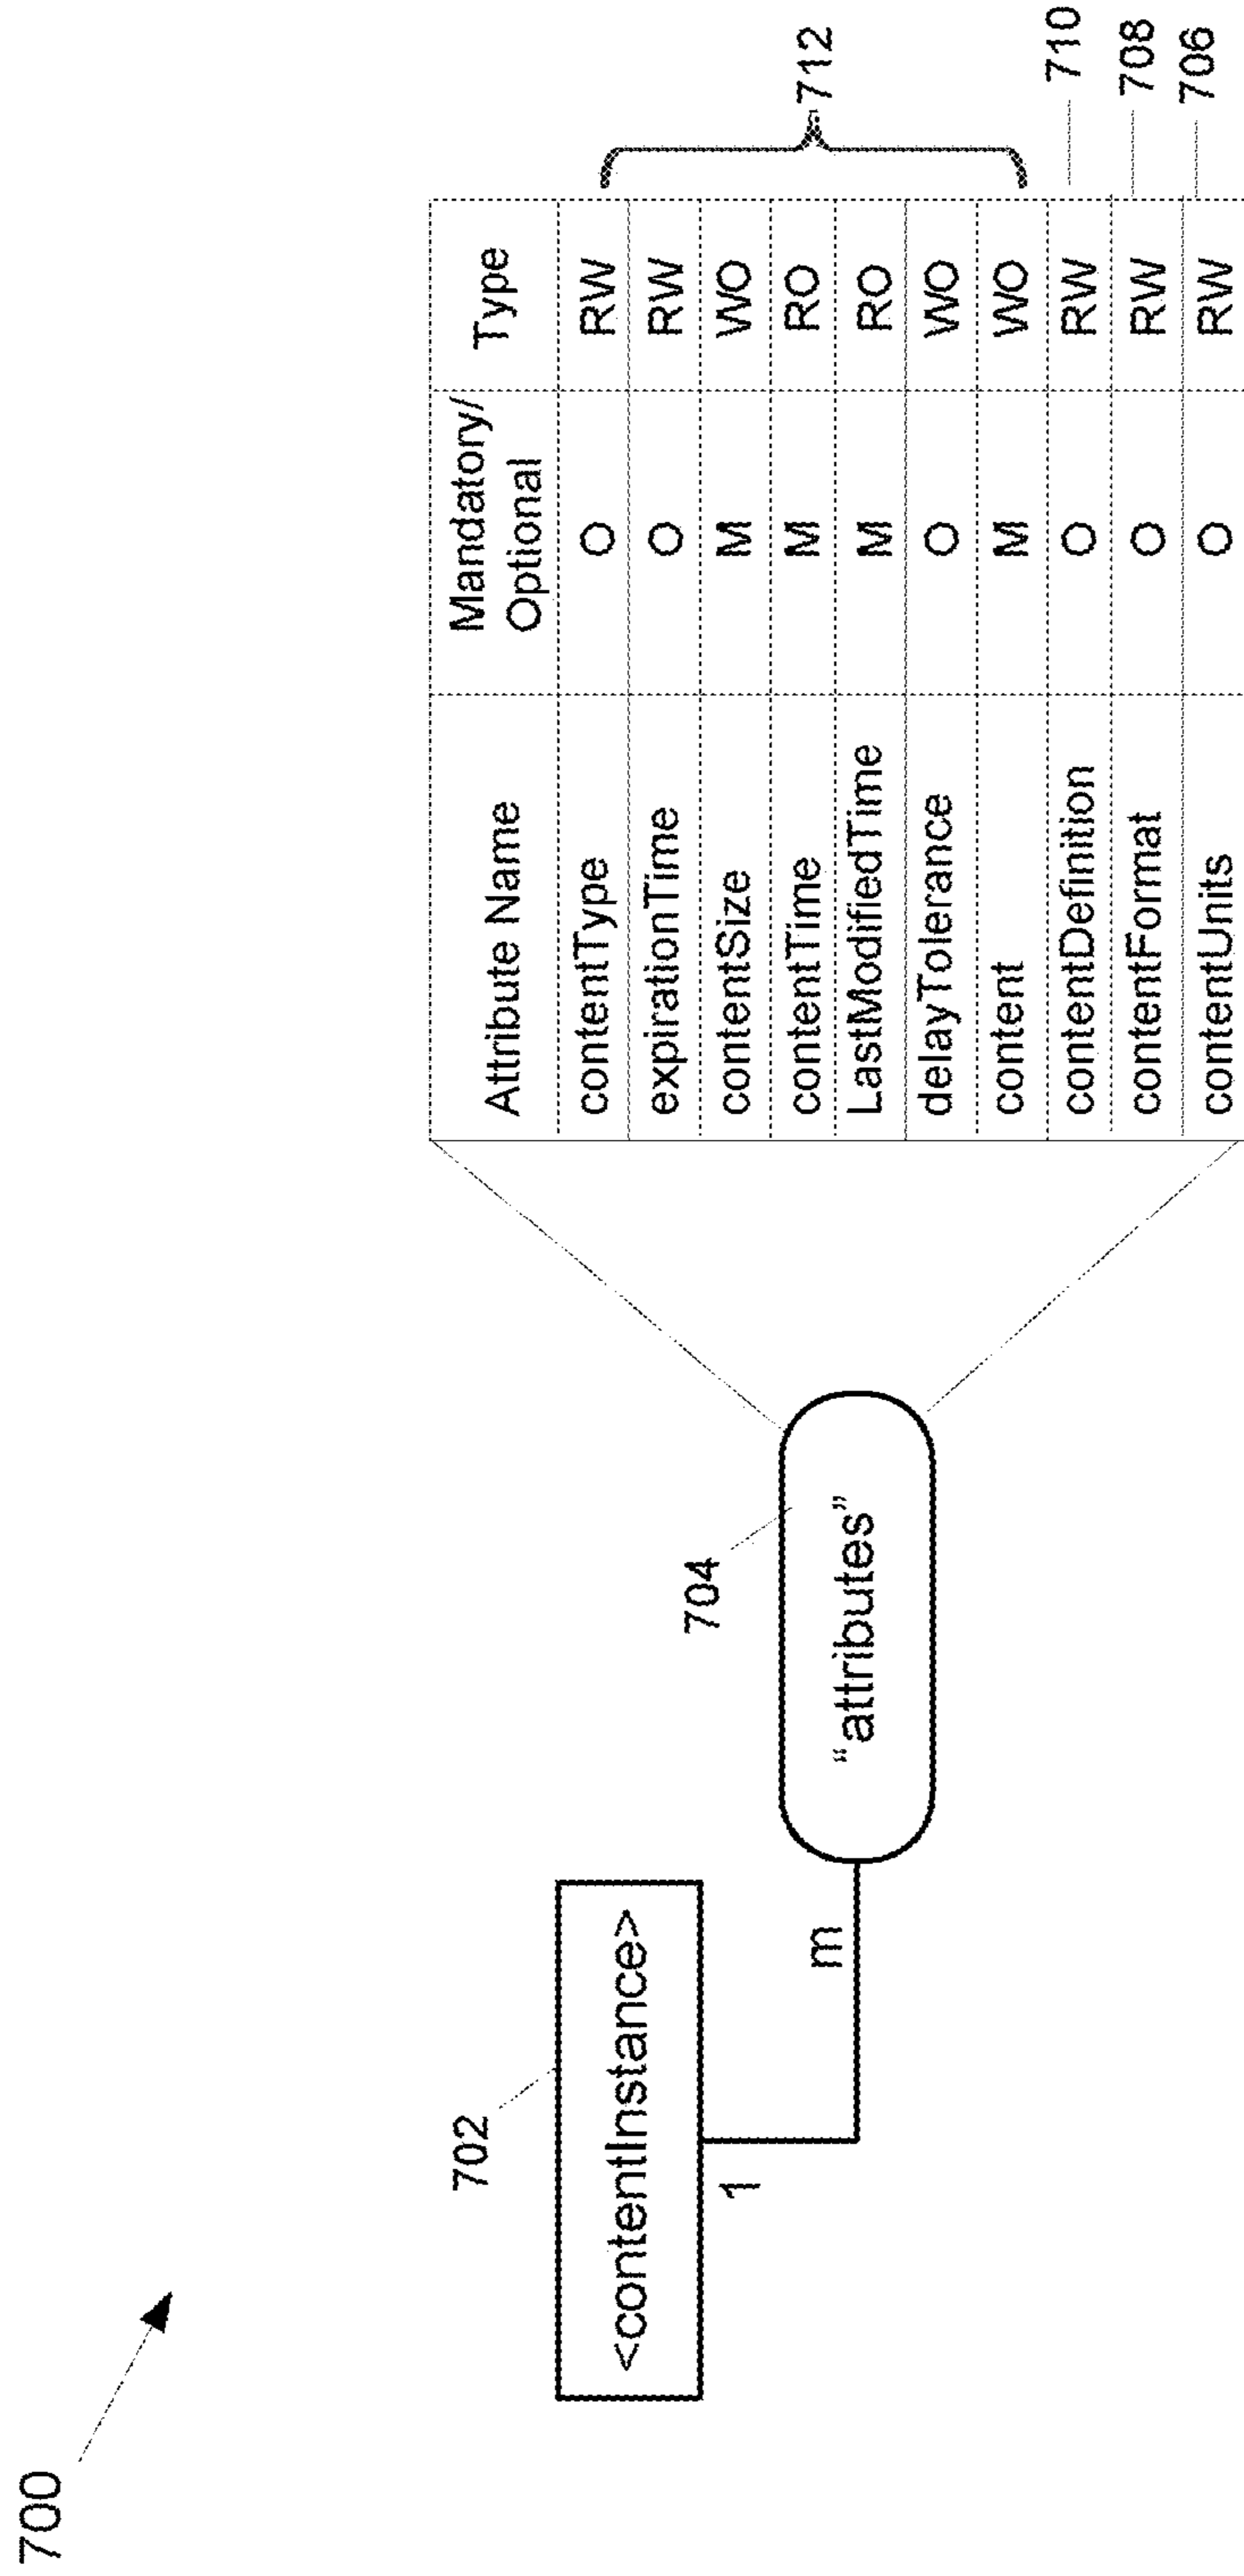 700
702
<contentInstance>
1
m
704
“attributes”
Attribute Name Mandatory/ Optional Type
contentType O RW
expirationTime O RW
contentSize M WO
contentTime M RO
LastModifiedTime M RO
delayTolerance O WO
content M WO
contentDefinition O RW
contentFormat O RW
contentUnits O RW
712
710
708
706